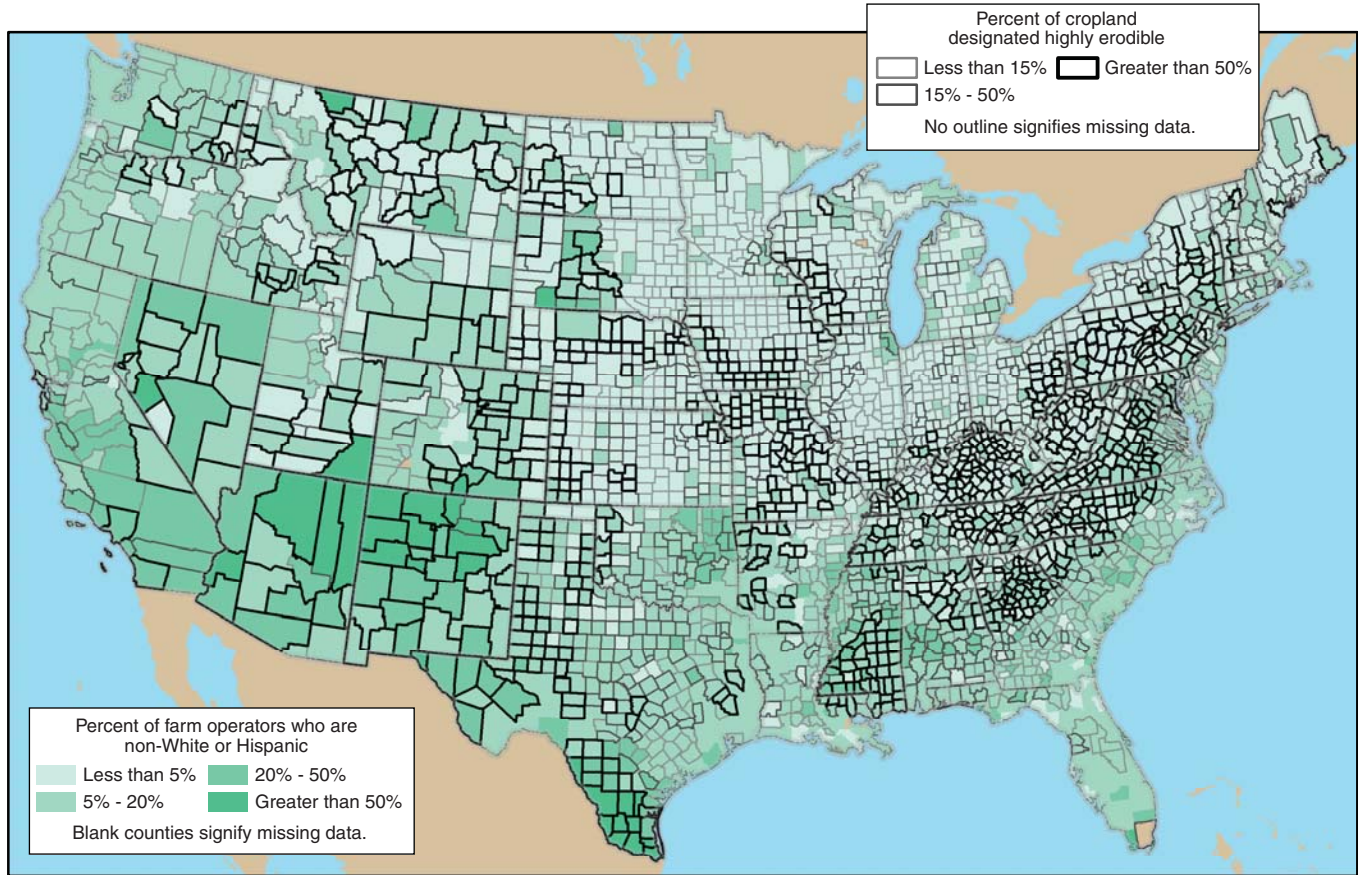 Percent of cropland
designated highly erodible
Less than 15% Greater than 50%
15% - 50%
No outline signifies missing data.
Percent of farm operators who are
non-White or Hispanic
Less than 5% 20% - 50%
5% - 20% Greater than 50%
Blank counties signify missing data.